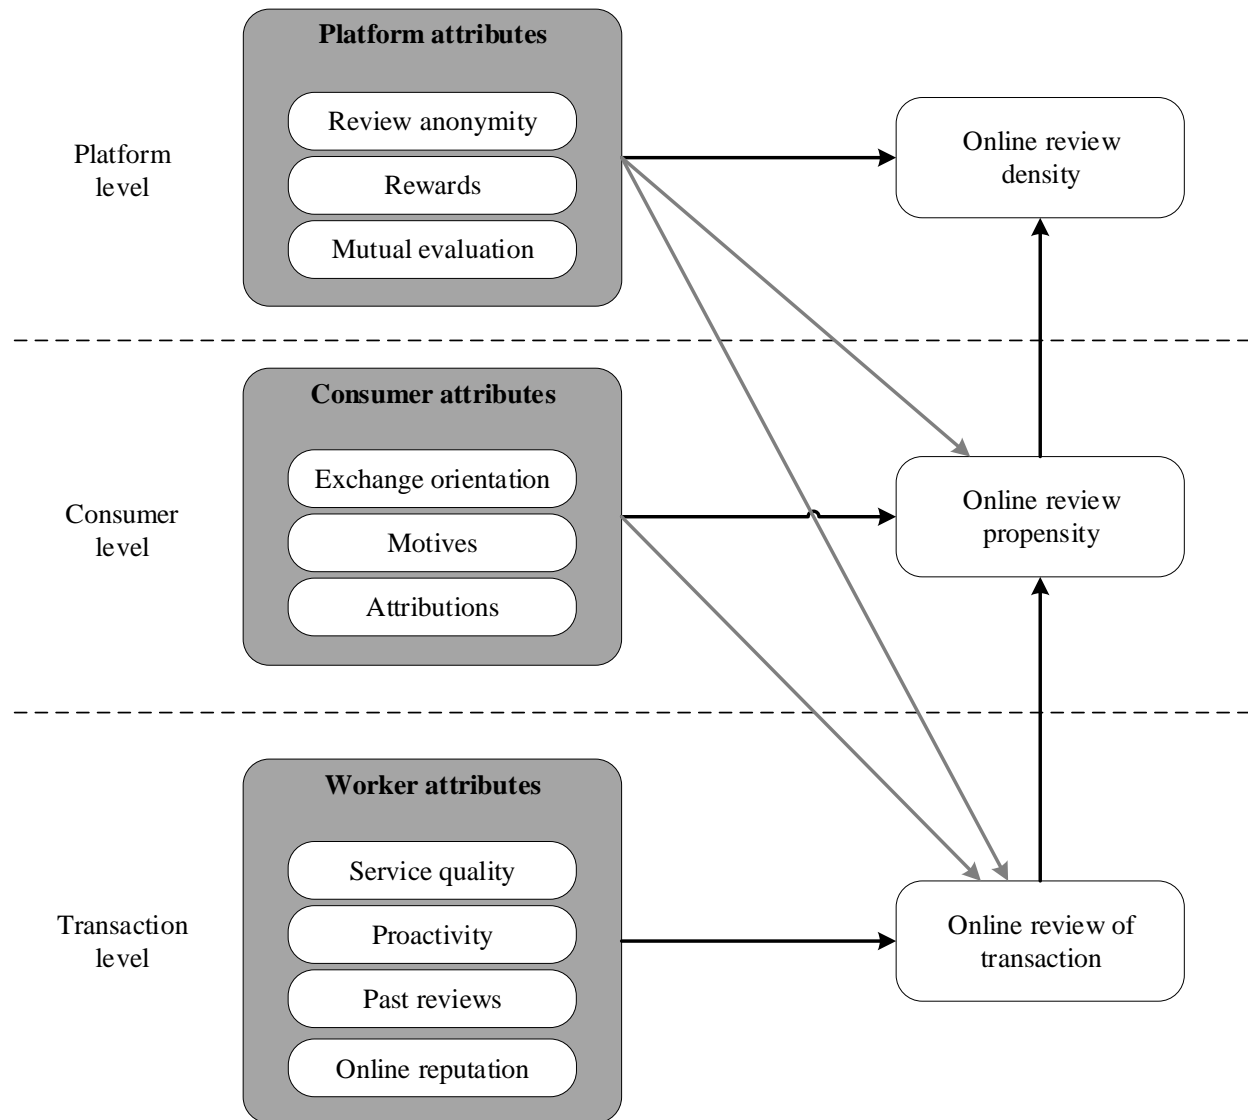 Platform attributes
Review anonymity
Rewards
Mutual evaluation
Platform
level
Online review
density
Consumer attributes
Exchange orientation
Motives
Attributions
Consumer
level
Online review
propensity
Worker attributes
Service quality
Proactivity
Past reviews
Online reputation
Transaction
level
Online review of
transaction